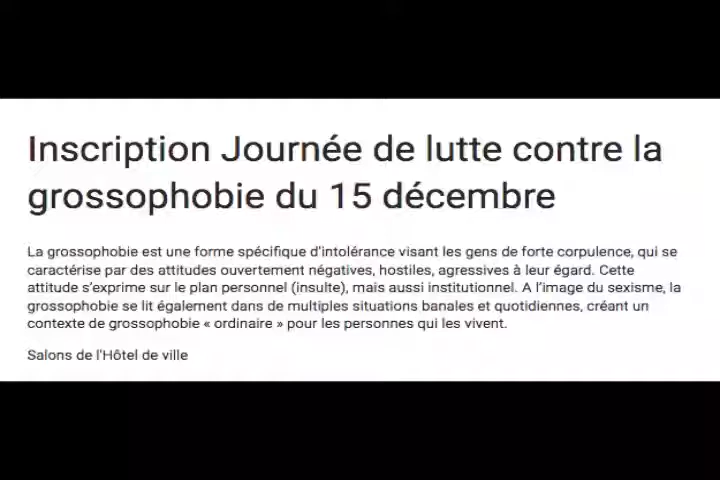 Inscription Journée de lutte contre la
grossophobie du 15 décembre
La grossophobie est une forme spécifique d'intolérance visant les gens de forte corpulence, qui se
caractérise par des attitudes ouvertement négatives, hostiles, agressives à leur égard. Cette
attitude s'exprime sur le plan personnel (insulte), mais aussi institutionnel. A l'image du sexisme, la
grossophobie se lit également dans de multiples situations banales et quotidiennes, créant un
contexte de grossophobie « ordinaire » pour les personnes qui les vivent.
Salons de l'Hôtel de ville